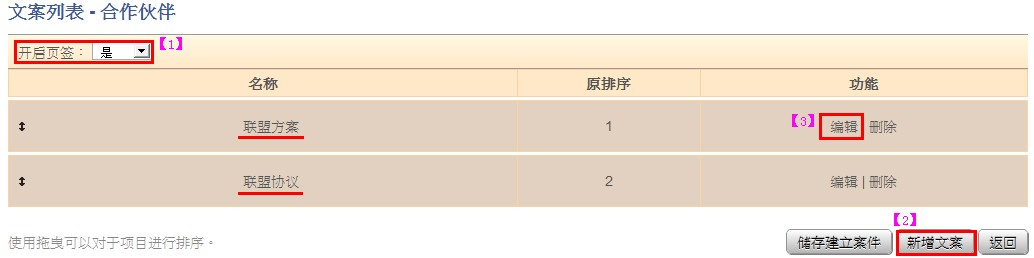 文案列表 - 合作伙伴
开启页签： 是 【1】
名称 原排序 功能
联盟方案 1 【3】 编辑 删除
联盟协议 2 编辑 | 删除
【2】
使用拖曳可以对于项目进行排序。 储存建立案件 新增文案 返回